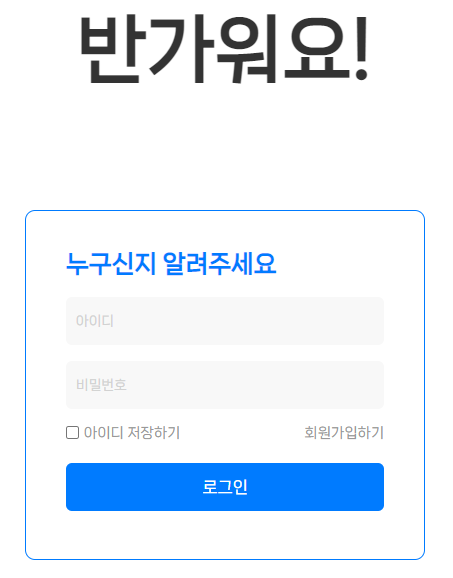 반가워요!
누구신지 알려주세요
아이디
비밀번호
아이디 저장하기 회원가입하기
로그인